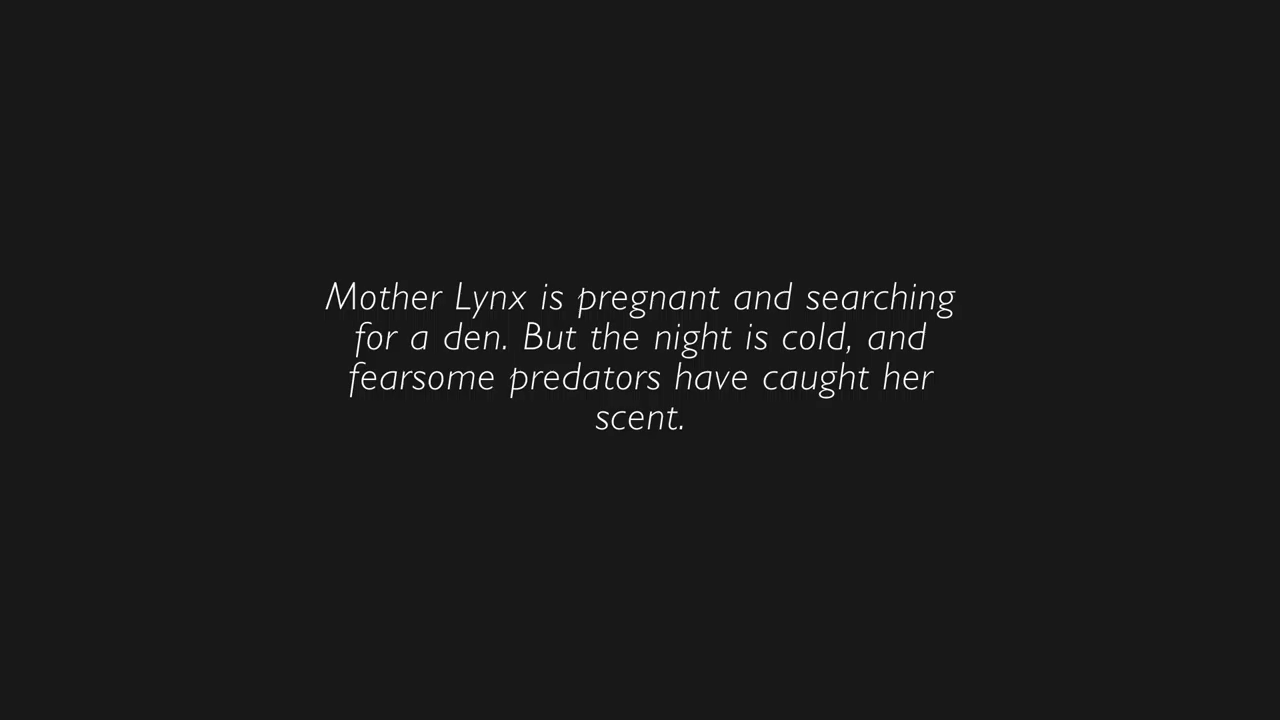 Mother Lynx is pregnant and searching
for a den. But the night is cold, and
fearsome predators have caught her
scent.